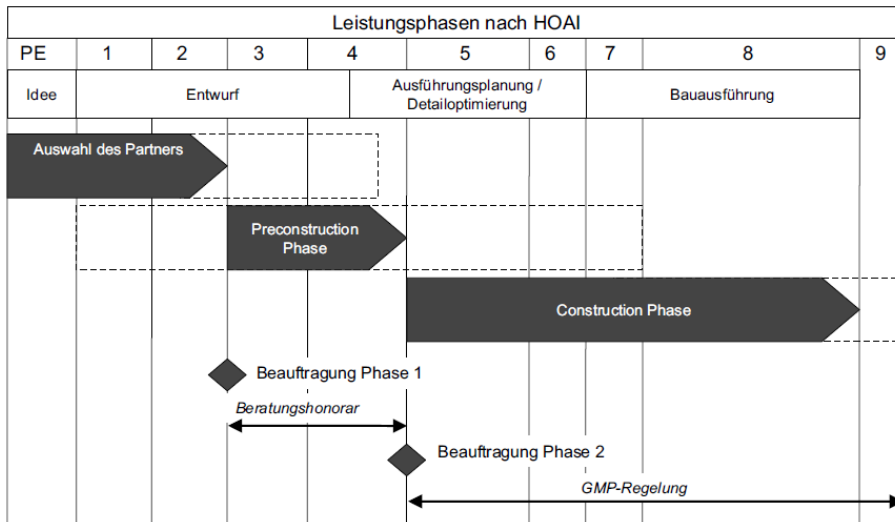 Leistungsphasen nach HOAI
PE 1 2 3 4 5 6 7 8 9
Idee Entwurf Ausführungsplanung / Detailoptimierung Bauausführung
Auswahl des Partners
Preconstruction
Phase
Construction Phase
Beauftragung Phase 1
Beratungshonorar
Beauftragung Phase 2
GMP-Regelung